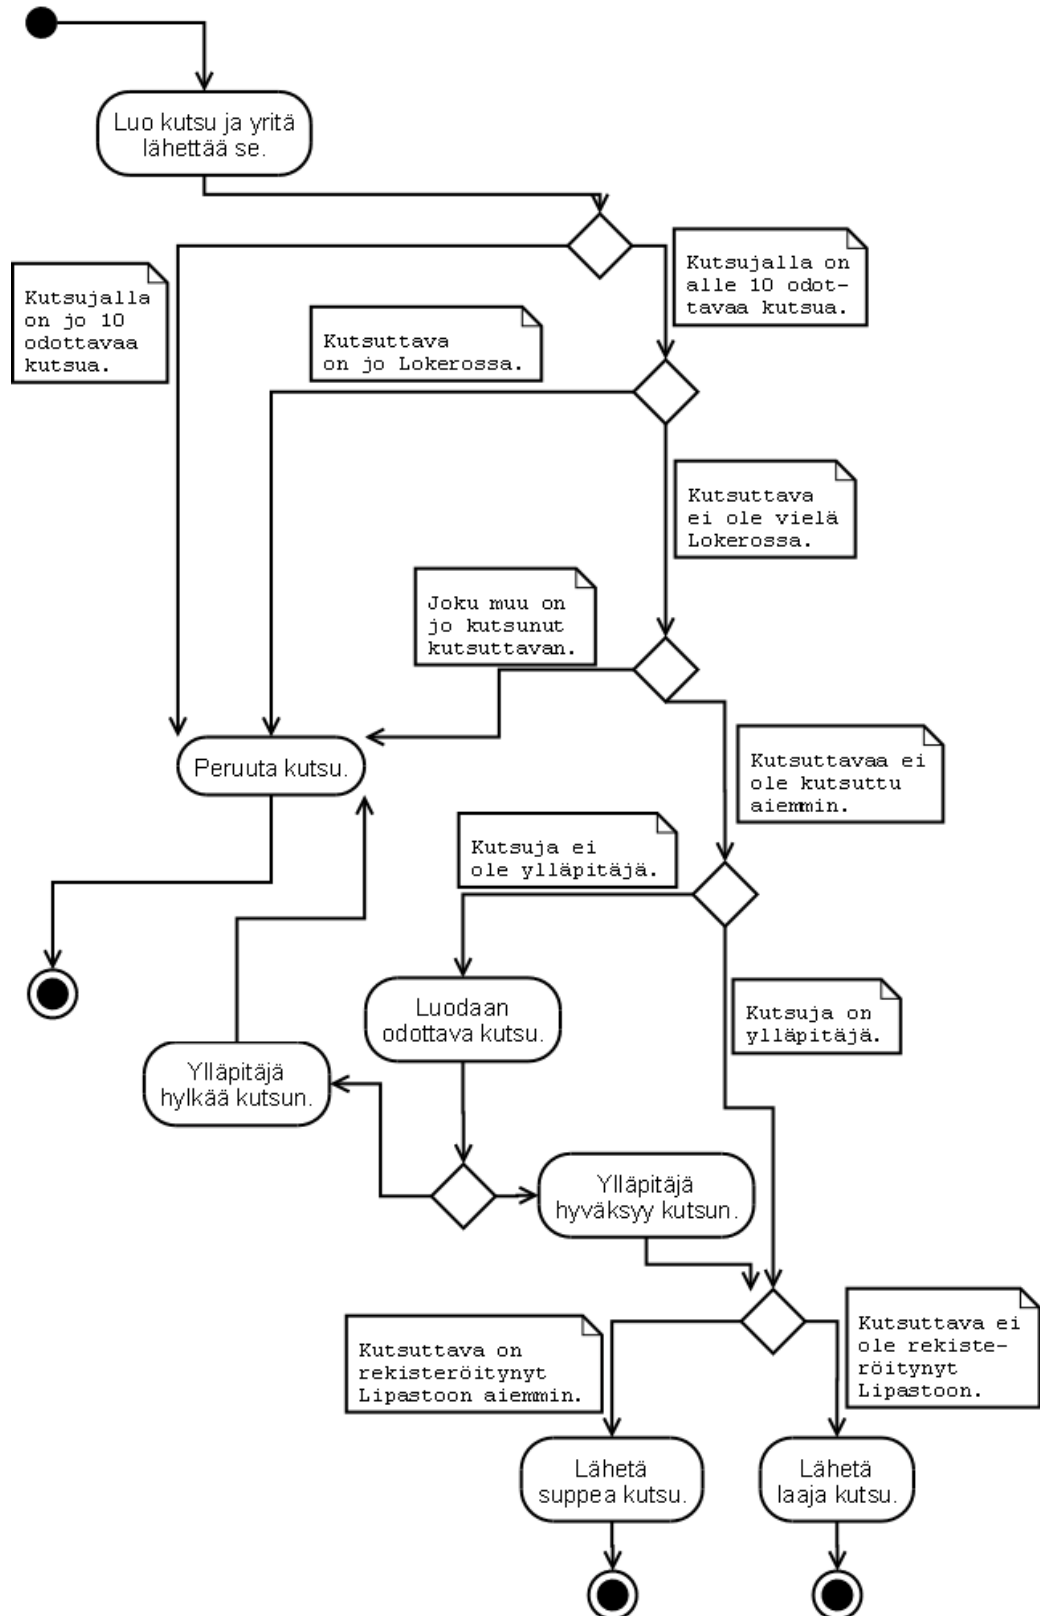 Luo kutsu ja yritä
lähettää se.
Kutsujalla on
alle 10 odot-
tavaa kutsua.
Kutsujalla
on jo 10
odottavaa
kutsua.
Kutsuttava
on jo Lokerossa.
Kutsuttava
ei ole vielä
Lokerossa.
Joku muu on
jo kutsunut
kutsuttavan.
Peruuta kutsu.
Kutsuttavaa ei
ole kutsuttu
aiemmin.
Kutsuja ei
ole ylläpitäjä.
Luodaan
odottava kutsu.
Kutsuja on
ylläpitäjä.
Ylläpitäjä
hylkää kutsun.
Ylläpitäjä
hyväksyy kutsun.
Kutsuttava on
rekisteröitynyt
Lipastoon aiemmin.
Kutsuttava ei
ole rekiste-
röitynyt
Lipastoon.
Lähetä
suppea kutsu.
Lähetä
laaja kutsu.